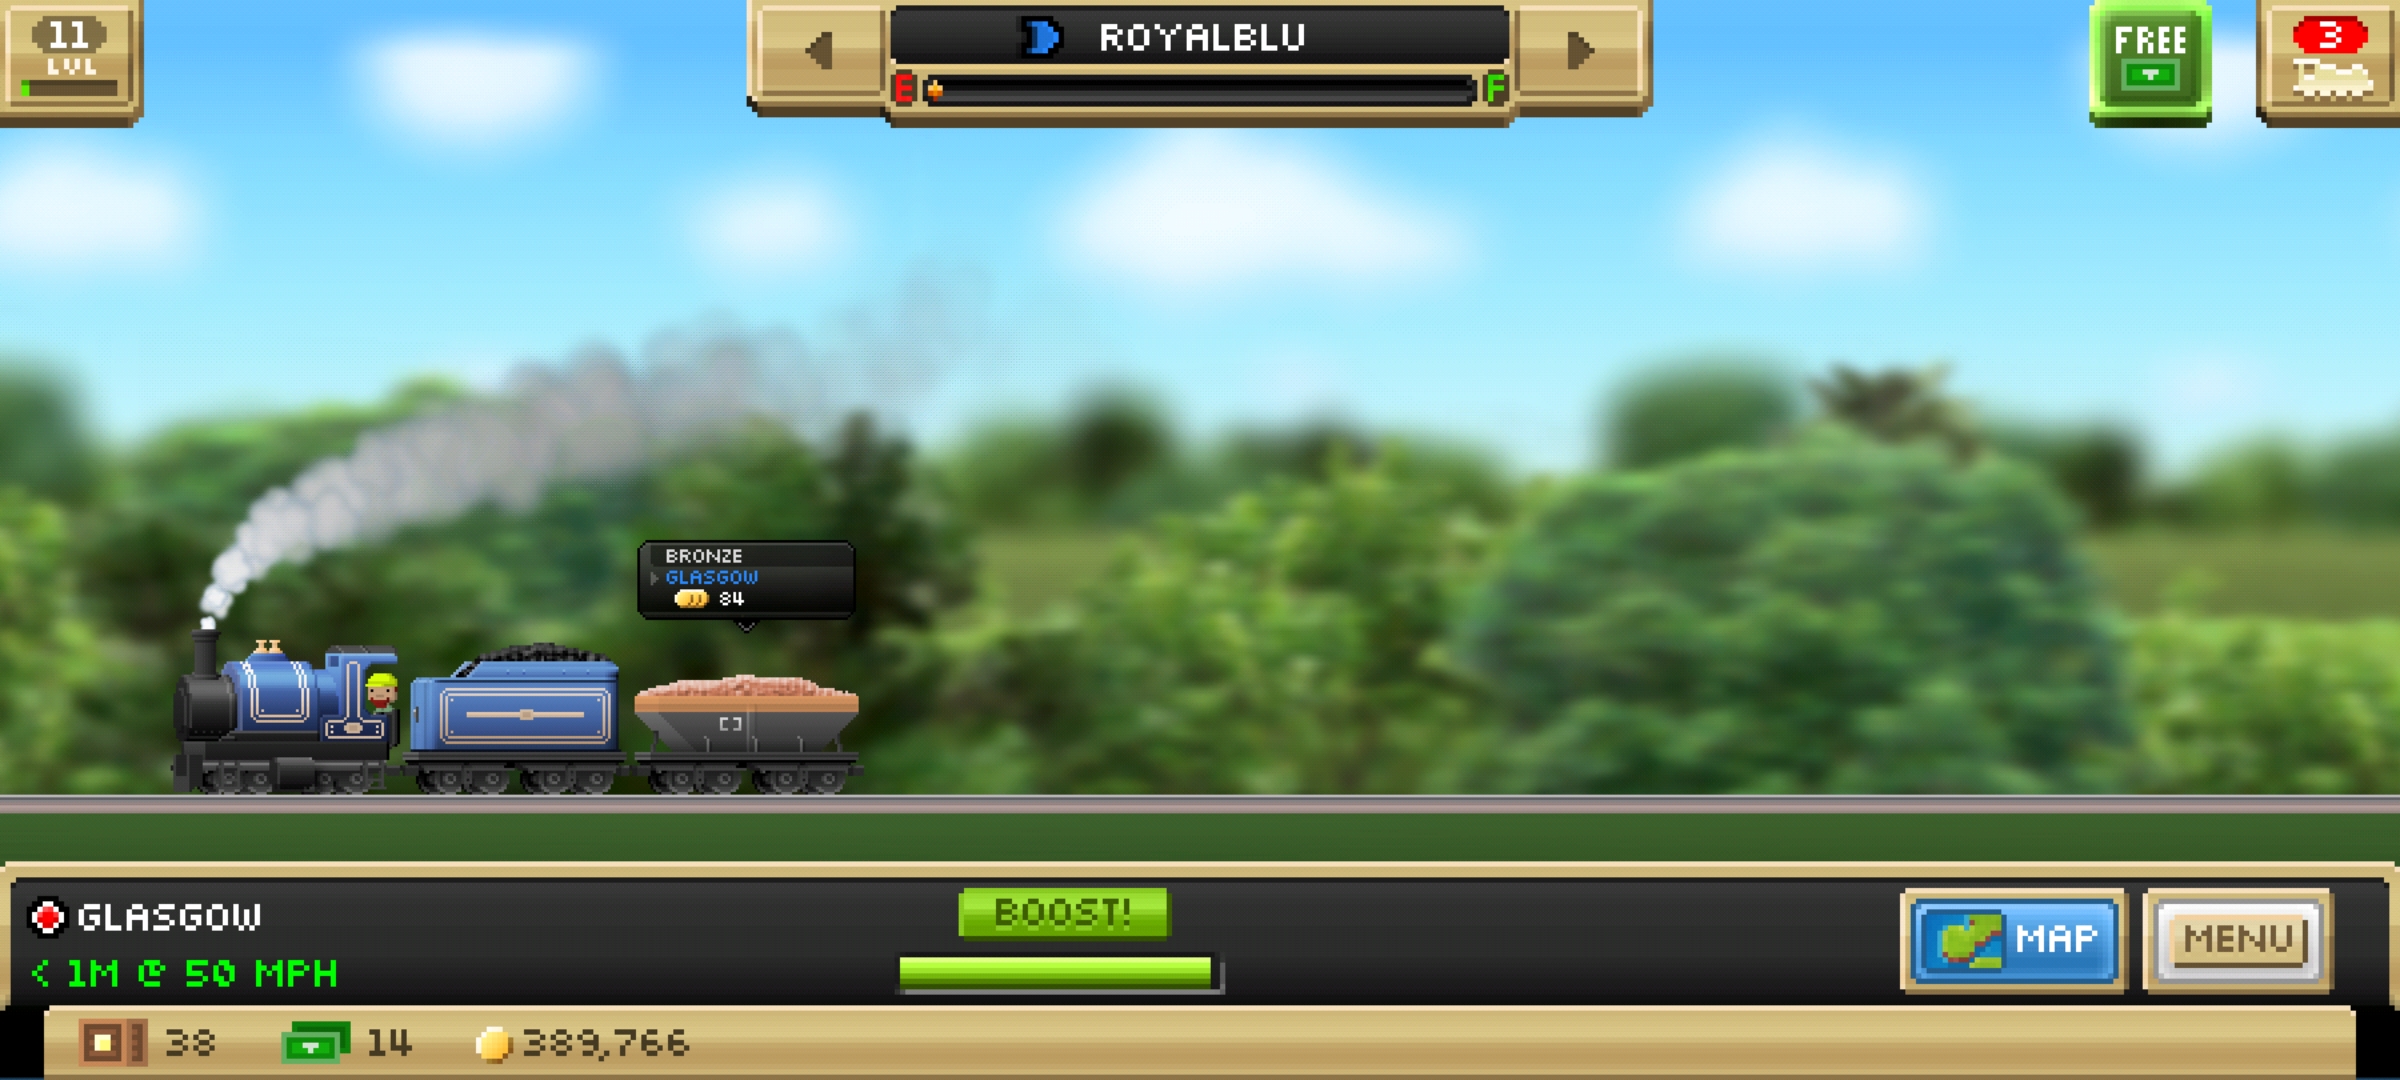 11
LVL
ROYALBLU
E F
FREE
3
BRONZE
GLASGOW
84
GLASGOW
< 1M @ 50 MPH
BOOST!
MAP
MENU
38
14
389,766